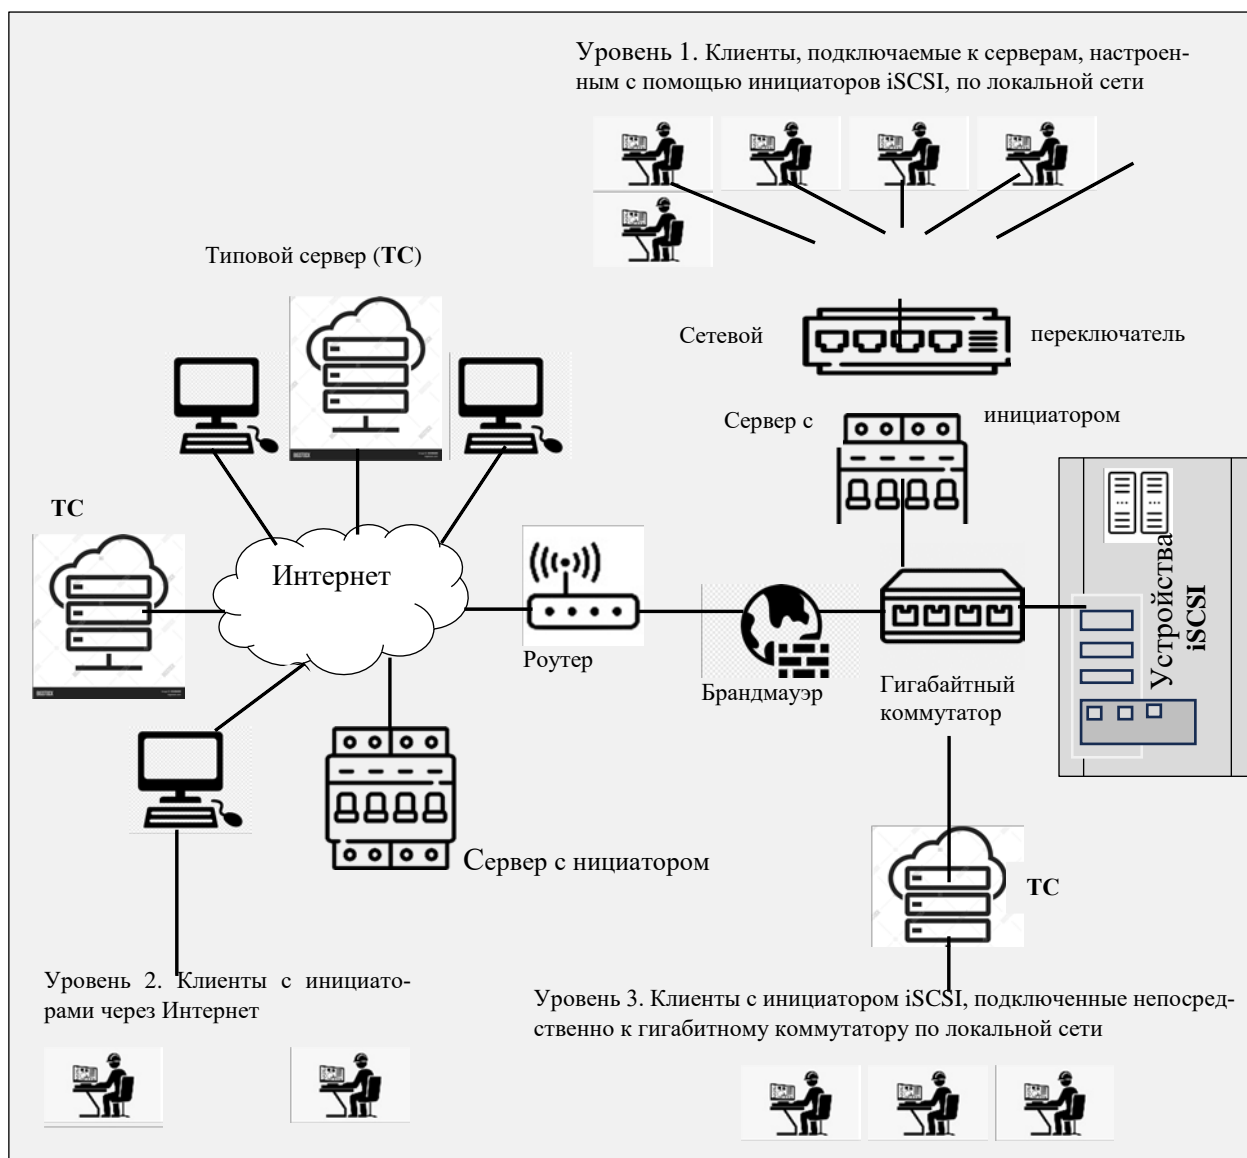 Уровень 1. Клиенты, подключаемые к серверам, настроен-
ным с помощью инициаторов iSCSI, по локальной сети
Типовой сервер (ТС)
Сетевой
переключатель
Сервер с
инициатором
ТС
Интернет
Устройства
iSCSI
Роутер
Брандмауэр
Гигабайтный
коммутатор
Сервер с нициатором
ТС
Уровень 2. Клиенты с инициато-
рами через Интернет
Уровень 3. Клиенты с инициатором iSCSI, подключенные непосред-
дственно к гигабитному коммутатору по локальной сети